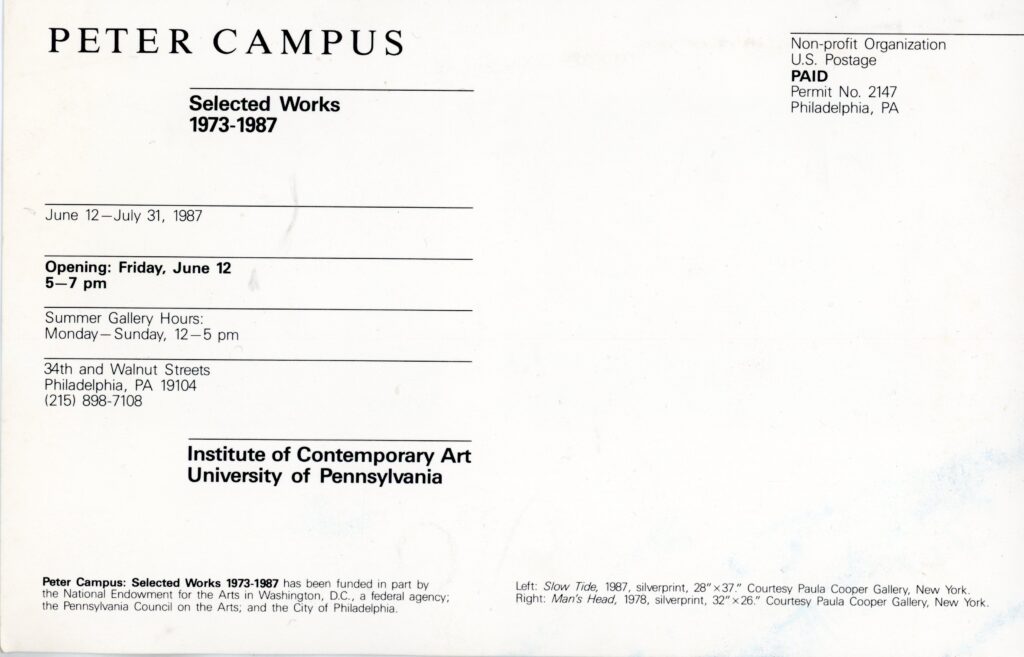 PETER CAMPUS
Selected Works
1973-1987
June 12—July 31, 1987
Opening: Friday, June 12
5—7 pm
Summer Gallery Hours:
Monday—Sunday, 12—5 pm
34th and Walnut Streets
Philadelphia, PA 19104
(215) 898-7108
Institute of Contemporary Art
University of Pennsylvania
Peter Campus: Selected Works 1973-1987 has been funded in part by
the National Endowment for the Arts in Washington, D.C., a federal agency;
the Pennsylvania Council on the Arts; and the City of Philadelphia.
Non-profit Organization
U.S. Postage
PAID
Permit No. 2147
Philadelphia, PA
Left: Slow Tide, 1987, silverprint, 28"×37." Courtesy Paula Cooper Gallery, New York.
Right: Man's Head, 1978, silverprint, 32"×26." Courtesy Paula Cooper Gallery, New York.